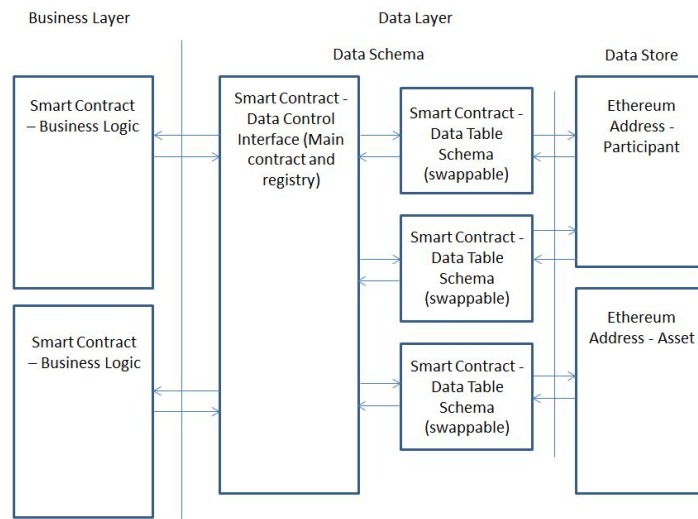 Business Layer
Data Layer
Data Schema
Data Store
Smart Contract
– Business Logic
Smart Contract -
Data Control
Interface (Main
contract and
registry)
Smart Contract -
Data Table
Schema
(swappable)
Ethereum
Address -
Participant
Smart Contract -
Data Table
Schema
(swappable)
Smart Contract
– Business Logic
Smart Contract -
Data Table
Schema
(swappable)
Ethereum
Address - Asset